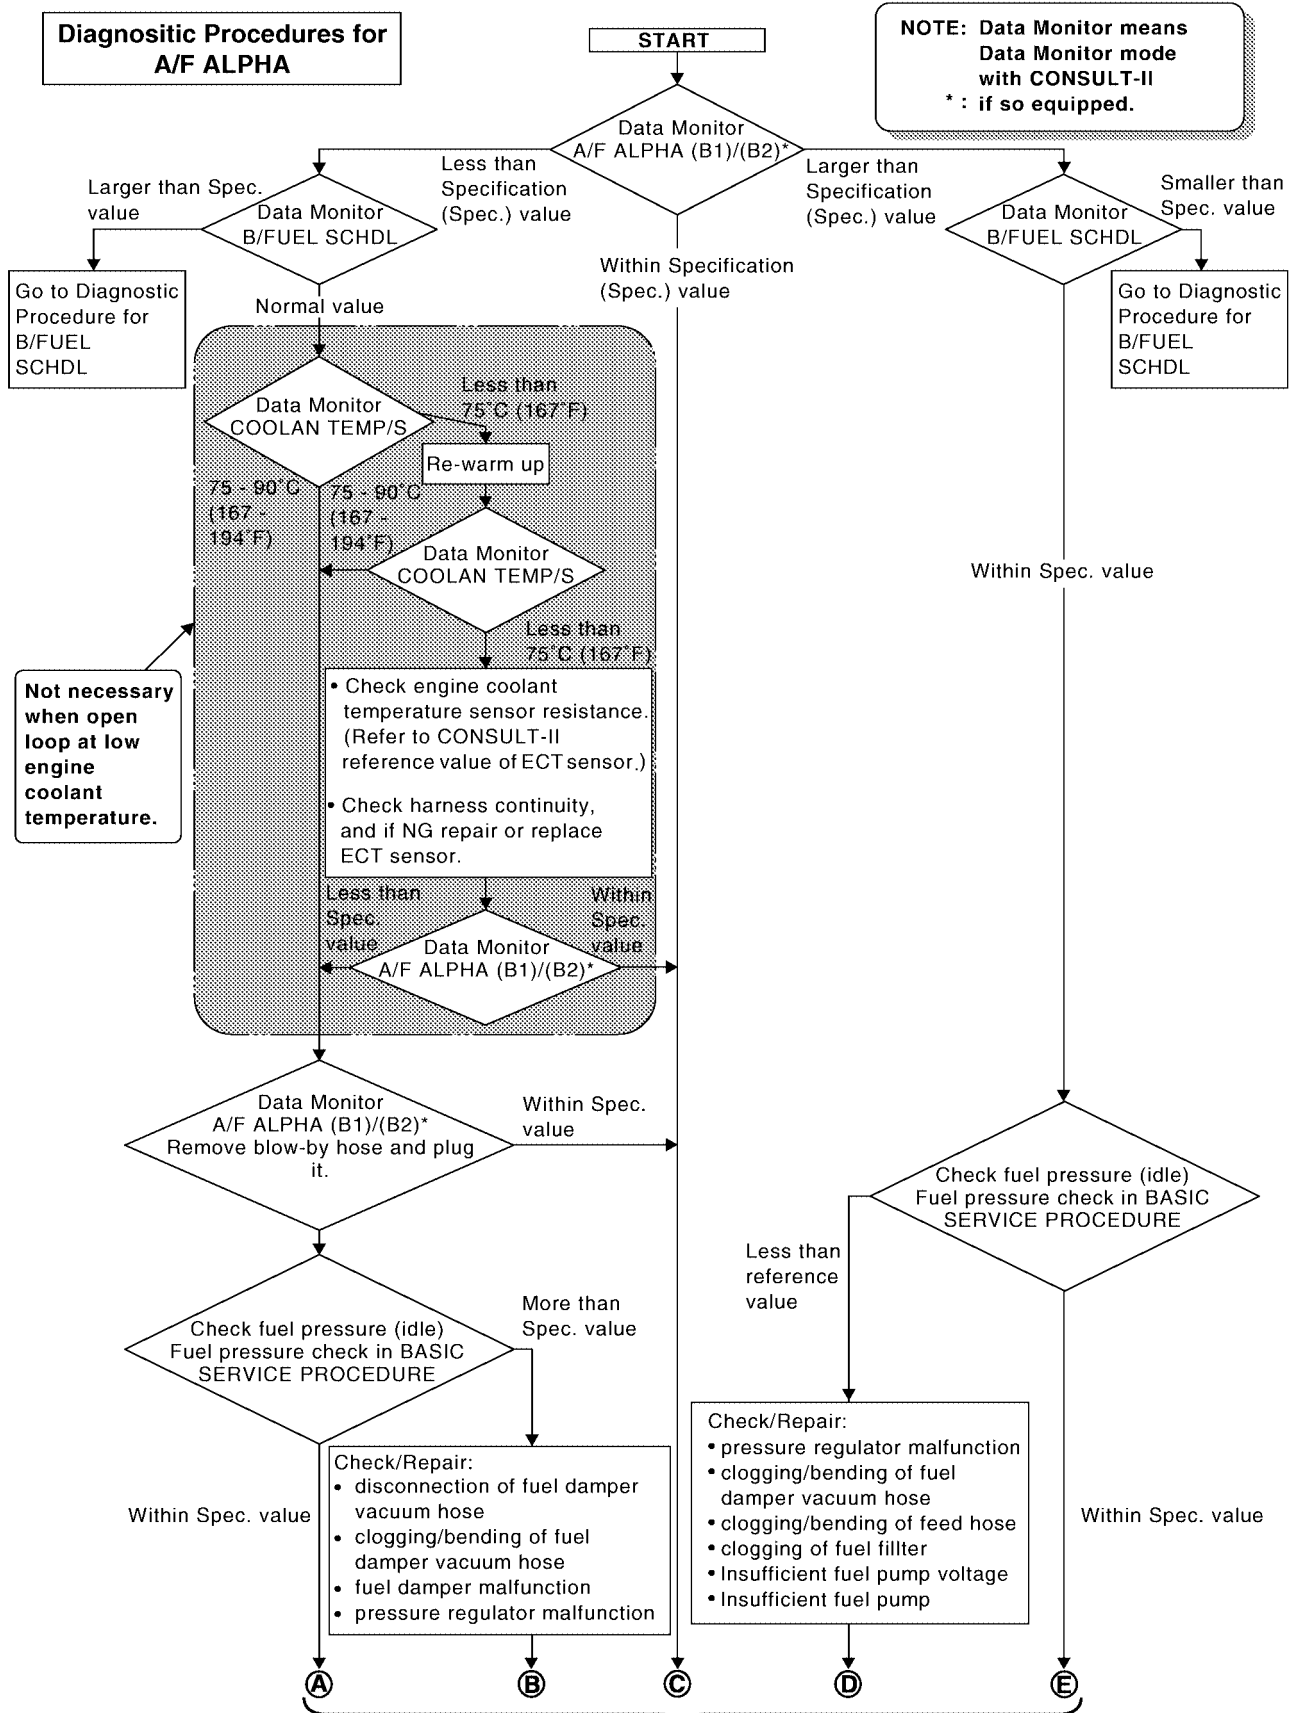 Diagnositic Procedures for
A/F ALPHA
START
NOTE: Data Monitor means
Data Monitor mode
with CONSULT-II
* : if so equipped.
Data Monitor
A/F ALPHA (B1)/(B2)*
Less than
Specification
(Spec.) value
Larger than
Specification
(Spec.) value
Larger than Spec.
value
Data Monitor
B/FUEL SCHDL
Data Monitor
B/FUEL SCHDL
Smaller than
Spec. value
Within Specification
(Spec.) value
Go to Diagnostic
Procedure for
B/FUEL
SCHDL
Normal value
Go to Diagnostic
Procedure for
B/FUEL
SCHDL
Data Monitor
COOLAN TEMP/S
Less than
75°C (167°F)
Re-warm up
75 - 90°C
(167 -
194°F)
75 - 90°C
(167 -
194°F)
Data Monitor
COOLAN TEMP/S
Within Spec. value
Less than
75°C (167°F)
Not necessary
when open
loop at low
engine
coolant
temperature.
• Check engine coolant
temperature sensor resistance.
(Refer to CONSULT-II
reference value of ECT sensor.)
• Check harness continuity,
and if NG repair or replace
ECT sensor.
Less than
Spec.
value
Within
Spec.
value
Data Monitor
A/F ALPHA (B1)/(B2)*
Data Monitor
A/F ALPHA (B1)/(B2)*
Remove blow-by hose and plug
it.
Within Spec.
value
Check fuel pressure (idle)
Fuel pressure check in BASIC
SERVICE PROCEDURE
Less than
reference
value
Check fuel pressure (idle)
Fuel pressure check in BASIC
SERVICE PROCEDURE
More than
Spec. value
Within Spec. value
Check/Repair:
• disconnection of fuel damper
vacuum hose
• clogging/bending of fuel
damper vacuum hose
• fuel damper malfunction
• pressure regulator malfunction
Check/Repair:
• pressure regulator malfunction
• clogging/bending of fuel
damper vacuum hose
• clogging/bending of feed hose
• clogging of fuel fillter
• Insufficient fuel pump voltage
• Insufficient fuel pump
Within Spec. value
A
B
C
D
E